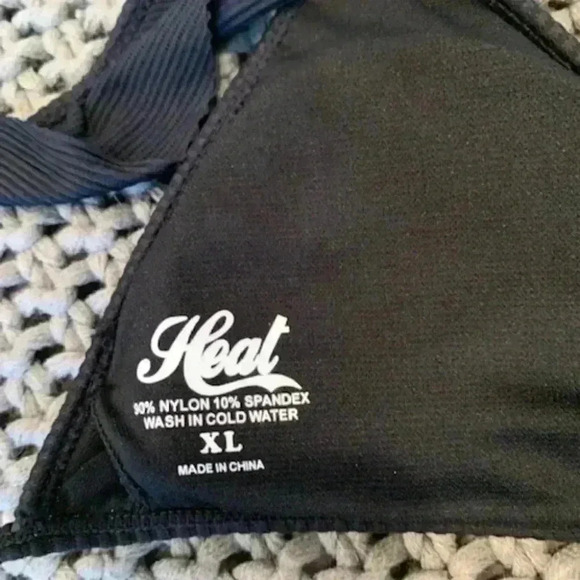 Heat
90% NYLON 10% SPANDEX
WASH IN COLD WATER
XL
MADE IN CHINA